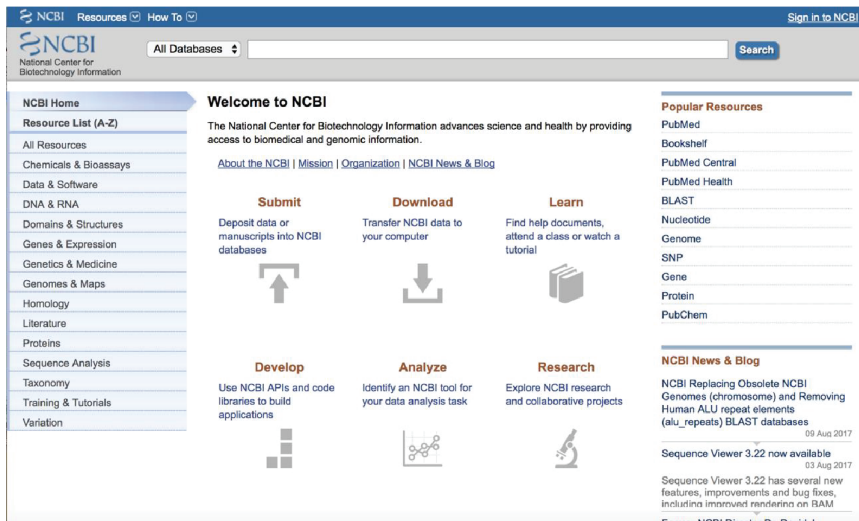 NCBI Resources How To Sign in to NCBI
NCBI
National Center for
Biotechnology Information
All Databases
Search
NCBI Home
Resource List (A-Z)
All Resources
Chemicals & Bioassays
Data & Software
DNA & RNA
Domains & Structures
Genes & Expression
Genetics & Medicine
Genomes & Maps
Homology
Literature
Proteins
Sequence Analysis
Taxonomy
Training & Tutorials
Variation
Welcome to NCBI
The National Center for Biotechnology Information advances science and health by providing
access to biomedical and genomic information.
About the NCBI | Mission | Organization | NCBI News & Blog
Submit
Deposit data or
manuscripts into NCBI
databases
Download
Transfer NCBI data to
your computer
Learn
Find help documents,
attend a class or watch a
tutorial
Develop
Use NCBI APIs and code
libraries to build
applications
Analyze
Identify an NCBI tool for
your data analysis task
Research
Explore NCBI research
and collaborative projects
Popular Resources
PubMed
Bookshelf
PubMed Central
PubMed Health
BLAST
Nucleotide
Genome
SNP
Gene
Protein
PubChem
NCBI News & Blog
NCBI Replacing Obsolete NCBI
Genomes (chromosome) and Removing
Human ALU repeat elements
(alu_repeats) BLAST databases
09 Aug 2017
Sequence Viewer 3.22 now available
03 Aug 2017
Sequence Viewer 3.22 has several new
features, improvements and bug fixes,
including improved rendering on BAM